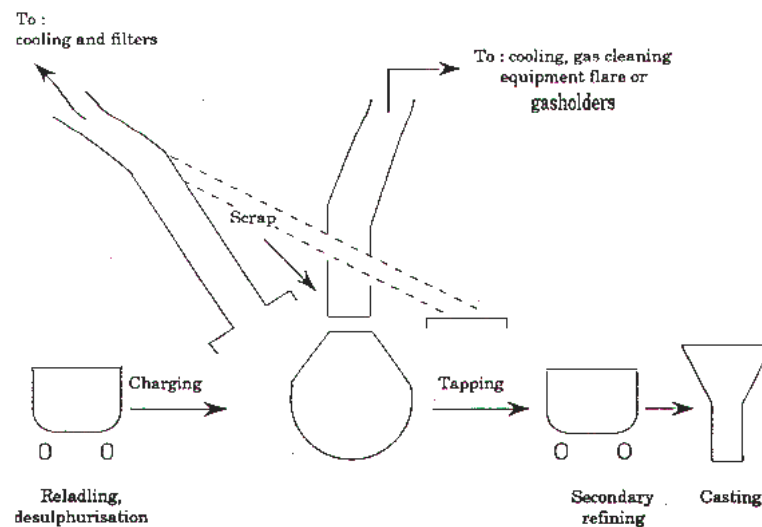 To :
cooling and filters
To : cooling, gas cleaning
equipment flare or
gasholders
Scrap
Charging
Tapping
Reladling,
desulphurisation
Secondary
refining
Casting